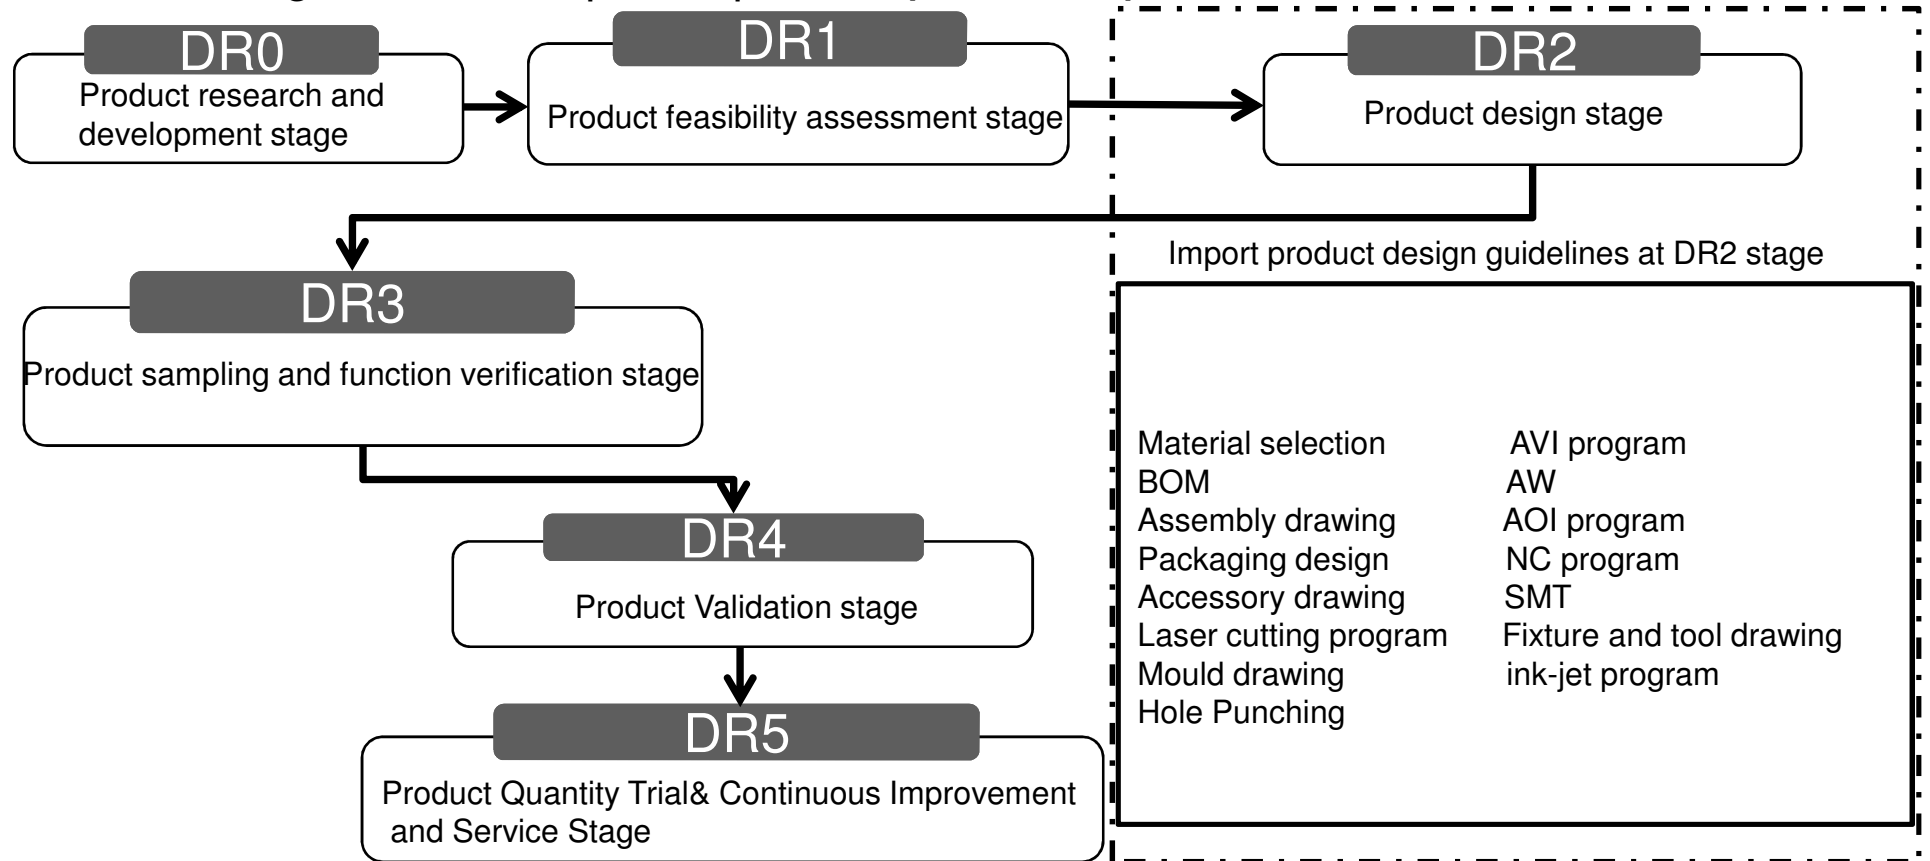 DR0
Product research and
development stage
DR1
Product feasibility assessment stage
DR2
Product design stage
Import product design guidelines at DR2 stage
DR3
Product sampling and function verification stage
DR4
Product Validation stage
DR5
Product Quantity Trial& Continuous Improvement
and Service Stage
Material selection
BOM
Assembly drawing
Packaging design
Accessory drawing
Laser cutting program
Mould drawing
Hole Punching
AVI program
AW
AOI program
NC program
SMT
Fixture and tool drawing
ink-jet program